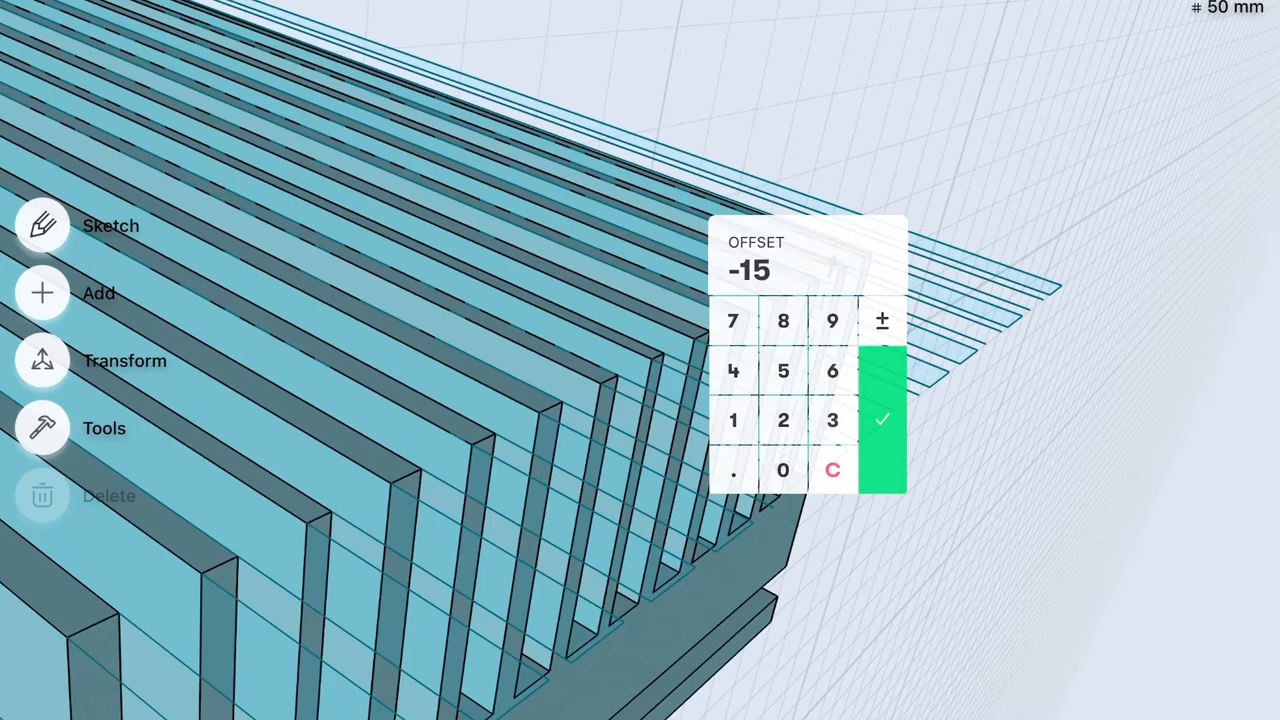 # 50 mm
Sketch
Add
Transform
Tools
Delete
OFFSET
-15
7 8 9 ±
4 5 6
1 2 3
. 0 C